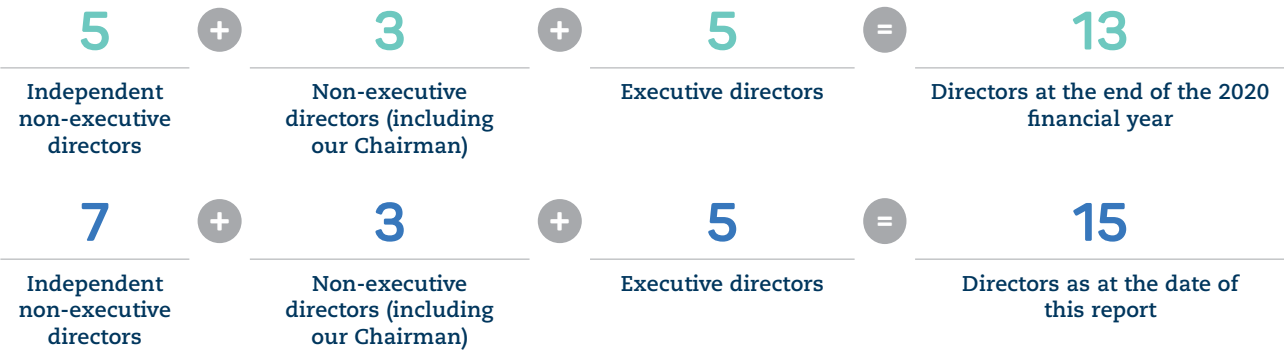 5 + 3 + 5 = 13
Independent
non-executive
directors
Non-executive
directors (including
our Chairman)
Executive directors
Directors at the end of the 2020
financial year
7 + 3 + 5 = 15
Independent
non-executive
directors
Non-executive
directors (including
our Chairman)
Executive directors
Directors as at the date of
this report